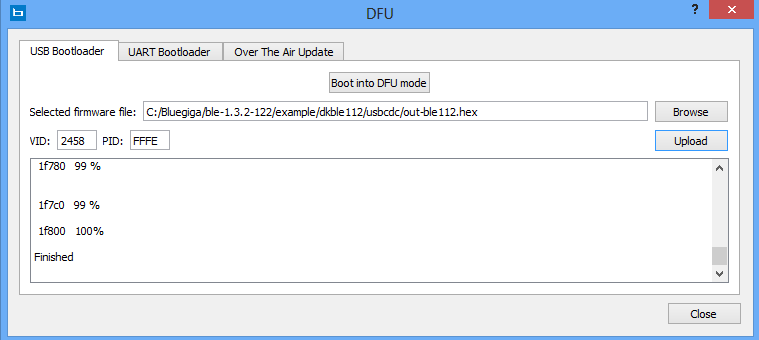 DFU
USB Bootloader UART Bootloader Over The Air Update
Boot into DFU mode
Selected firmware file: C:/Bluegiga/ble-1.3.2-122/example/dkble112/usbcdc/out-ble112.hex Browse
VID: 2458 PID: FFFE Upload
1f780 99 %
1f7c0 99 %
1f800 100%
Finished
Close